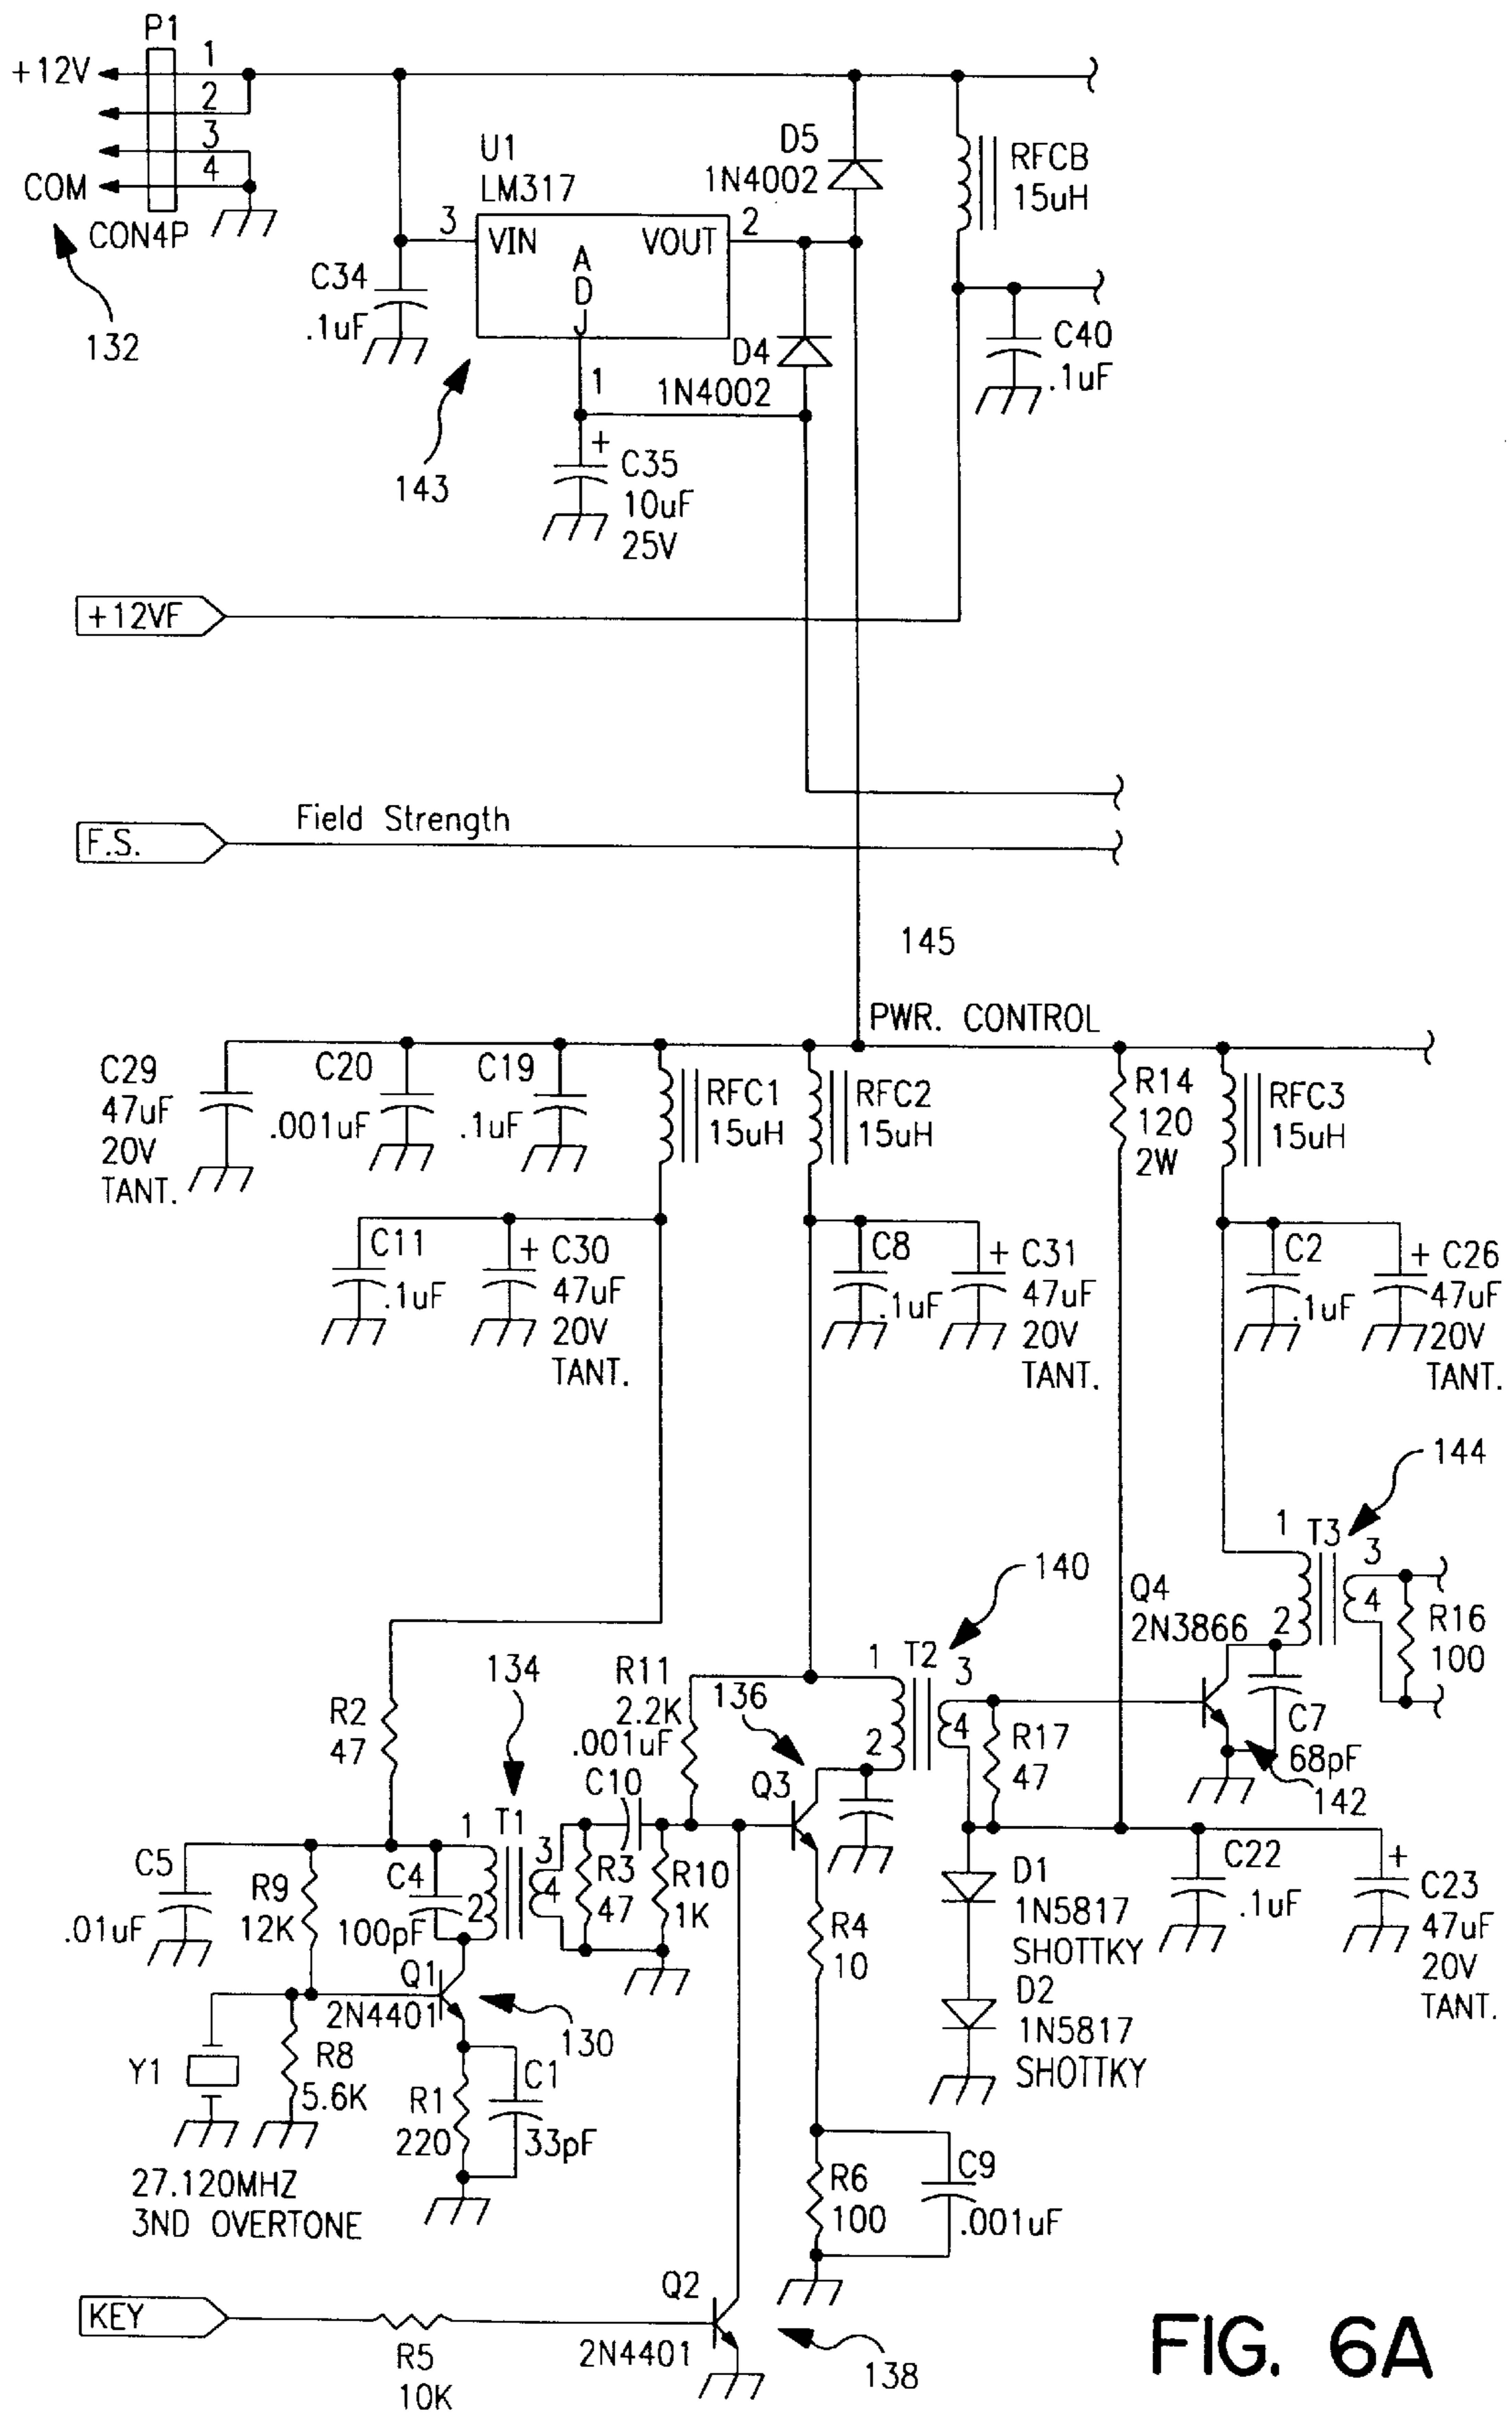 P1
+12V 1
2
3
COM 4
CON4P
132
U1
LM317
3 VIN VOUT 2
A
D
J
1
143
C34
.1uF
D5
1N4002
D4
1N4002
C35
+
10uF
25V
RFCB
15uH
C40
.1uF
+12VF
F.S. Field Strength
145
PWR. CONTROL
C29
47uF
20V
TANT.
C20
.001uF
C19
.1uF
RFC1
15uH
RFC2
15uH
R14
120
2W
RFC3
15uH
C11
.1uF
+ C30
47uF
20V
TANT.
C8
.1uF
+ C31
47uF
20V
TANT.
C2
.1uF
+ C26
47uF
20V
TANT.
144
1 T3 3
2 4
R16
100
140
Q4
2N3866
C7
68pF
142
134
R11
2.2K
136
1 T2 3
2 4
R17
47
R2
47
.001uF
C10
Q3
1 T1 3
2 4
C5
.01uF
R9
12K
C4
100pF
R3
47
R10
1K
R4
10
D1
1N5817
SHOTTKY
D2
1N5817
SHOTTKY
C22
.1uF
+
C23
47uF
20V
TANT.
Q1
2N4401
130
Y1
R8
5.6K
R1
220
C1
33pF
27.120MHZ
3ND OVERTONE
R6
100
C9
.001uF
KEY
R5
10K
Q2
2N4401
138
FIG. 6A